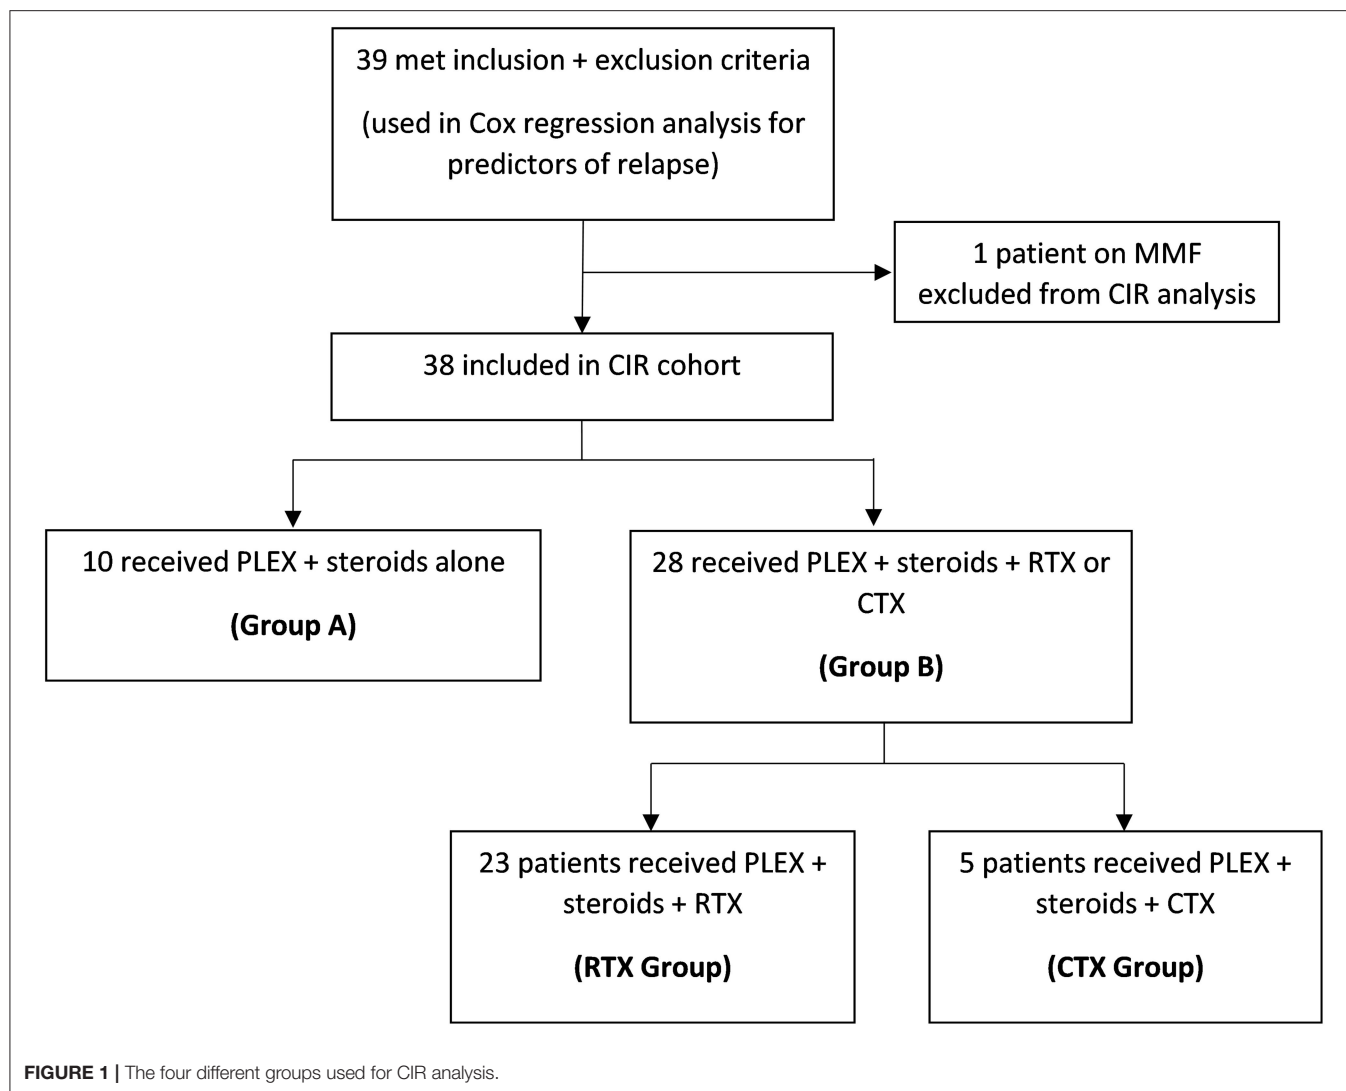 39 met inclusion + exclusion criteria
(used in Cox regression analysis for
predictors of relapse)
1 patient on MMF
excluded from CIR analysis
38 included in CIR cohort
10 received PLEX + steroids alone
(Group A)
28 received PLEX + steroids + RTX or
CTX
(Group B)
23 patients received PLEX +
steroids + RTX
(RTX Group)
5 patients received PLEX +
steroids + CTX
(CTX Group)
FIGURE 1 | The four different groups used for CIR analysis.